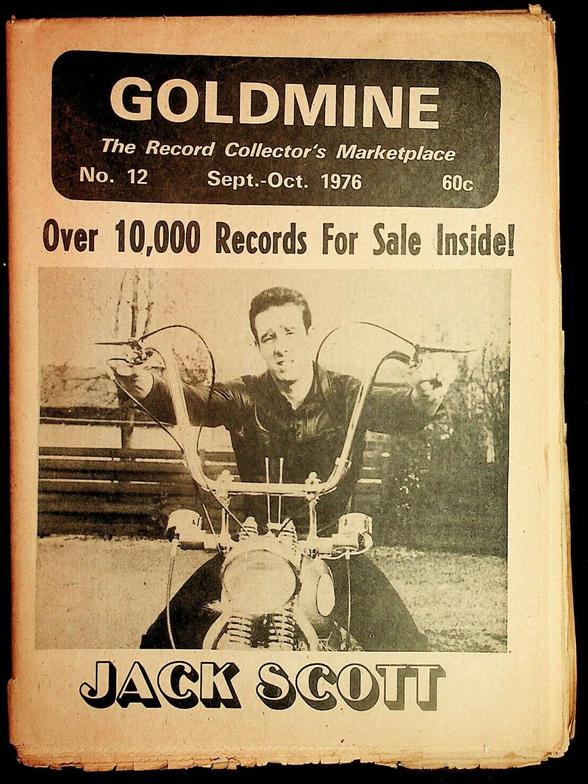 GOLDMINE
The Record Collector's Marketplace
No. 12 Sept.-Oct. 1976 60c
Over 10,000 Records For Sale Inside!
JACK SCOTT